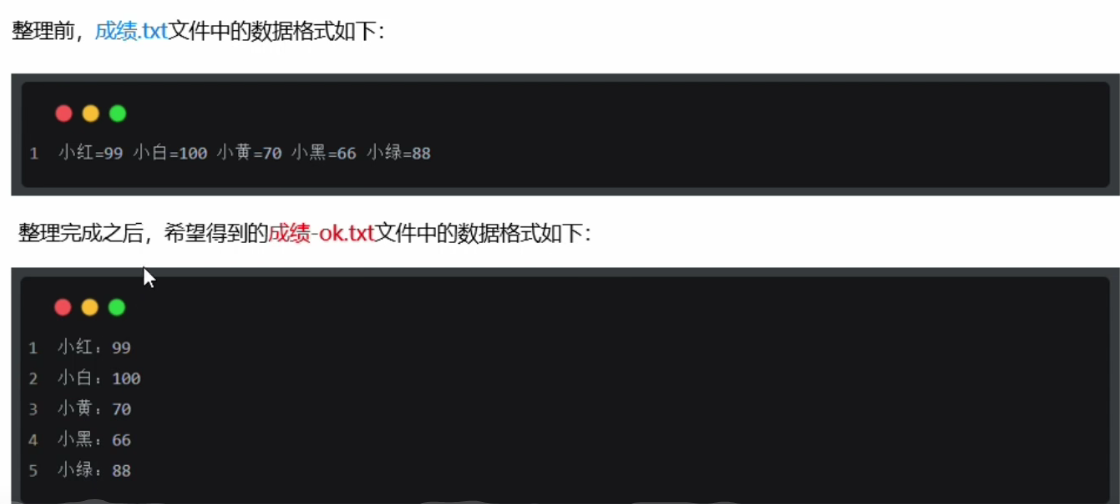 整理前，成绩.txt文件中的数据格式如下：
1 小红=99 小白=100 小黄=70 小黑=66 小绿=88
整理完成之后，希望得到的成绩-ok.txt文件中的数据格式如下：
1 小红：99
2 小白：100
3 小黄：70
4 小黑：66
5 小绿：88